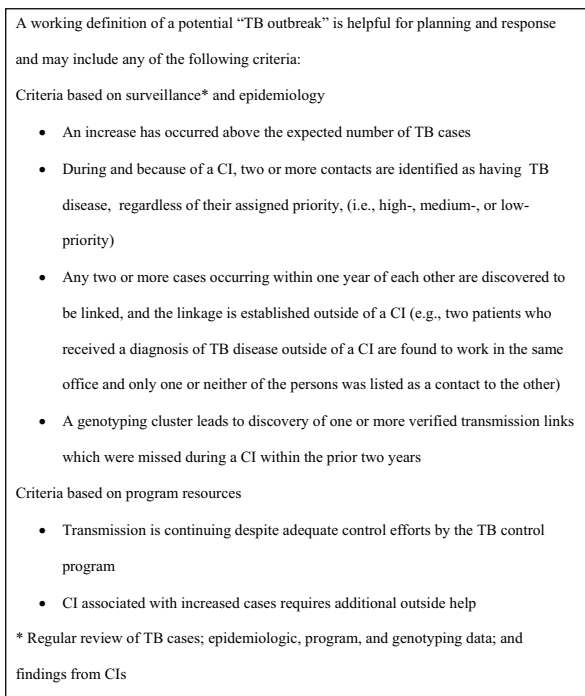 A working definition of a potential “TB outbreak” is helpful for planning and response
and may include any of the following criteria:
Criteria based on surveillance* and epidemiology
• An increase has occurred above the expected number of TB cases
• During and because of a CI, two or more contacts are identified as having TB
disease, regardless of their assigned priority, (i.e., high-, medium-, or low-
priority)
• Any two or more cases occurring within one year of each other are discovered to
be linked, and the linkage is established outside of a CI (e.g., two patients who
received a diagnosis of TB disease outside of a CI are found to work in the same
office and only one or neither of the persons was listed as a contact to the other)
• A genotyping cluster leads to discovery of one or more verified transmission links
which were missed during a CI within the prior two years
Criteria based on program resources
• Transmission is continuing despite adequate control efforts by the TB control
program
• CI associated with increased cases requires additional outside help
* Regular review of TB cases; epidemiologic, program, and genotyping data; and
findings from CIs